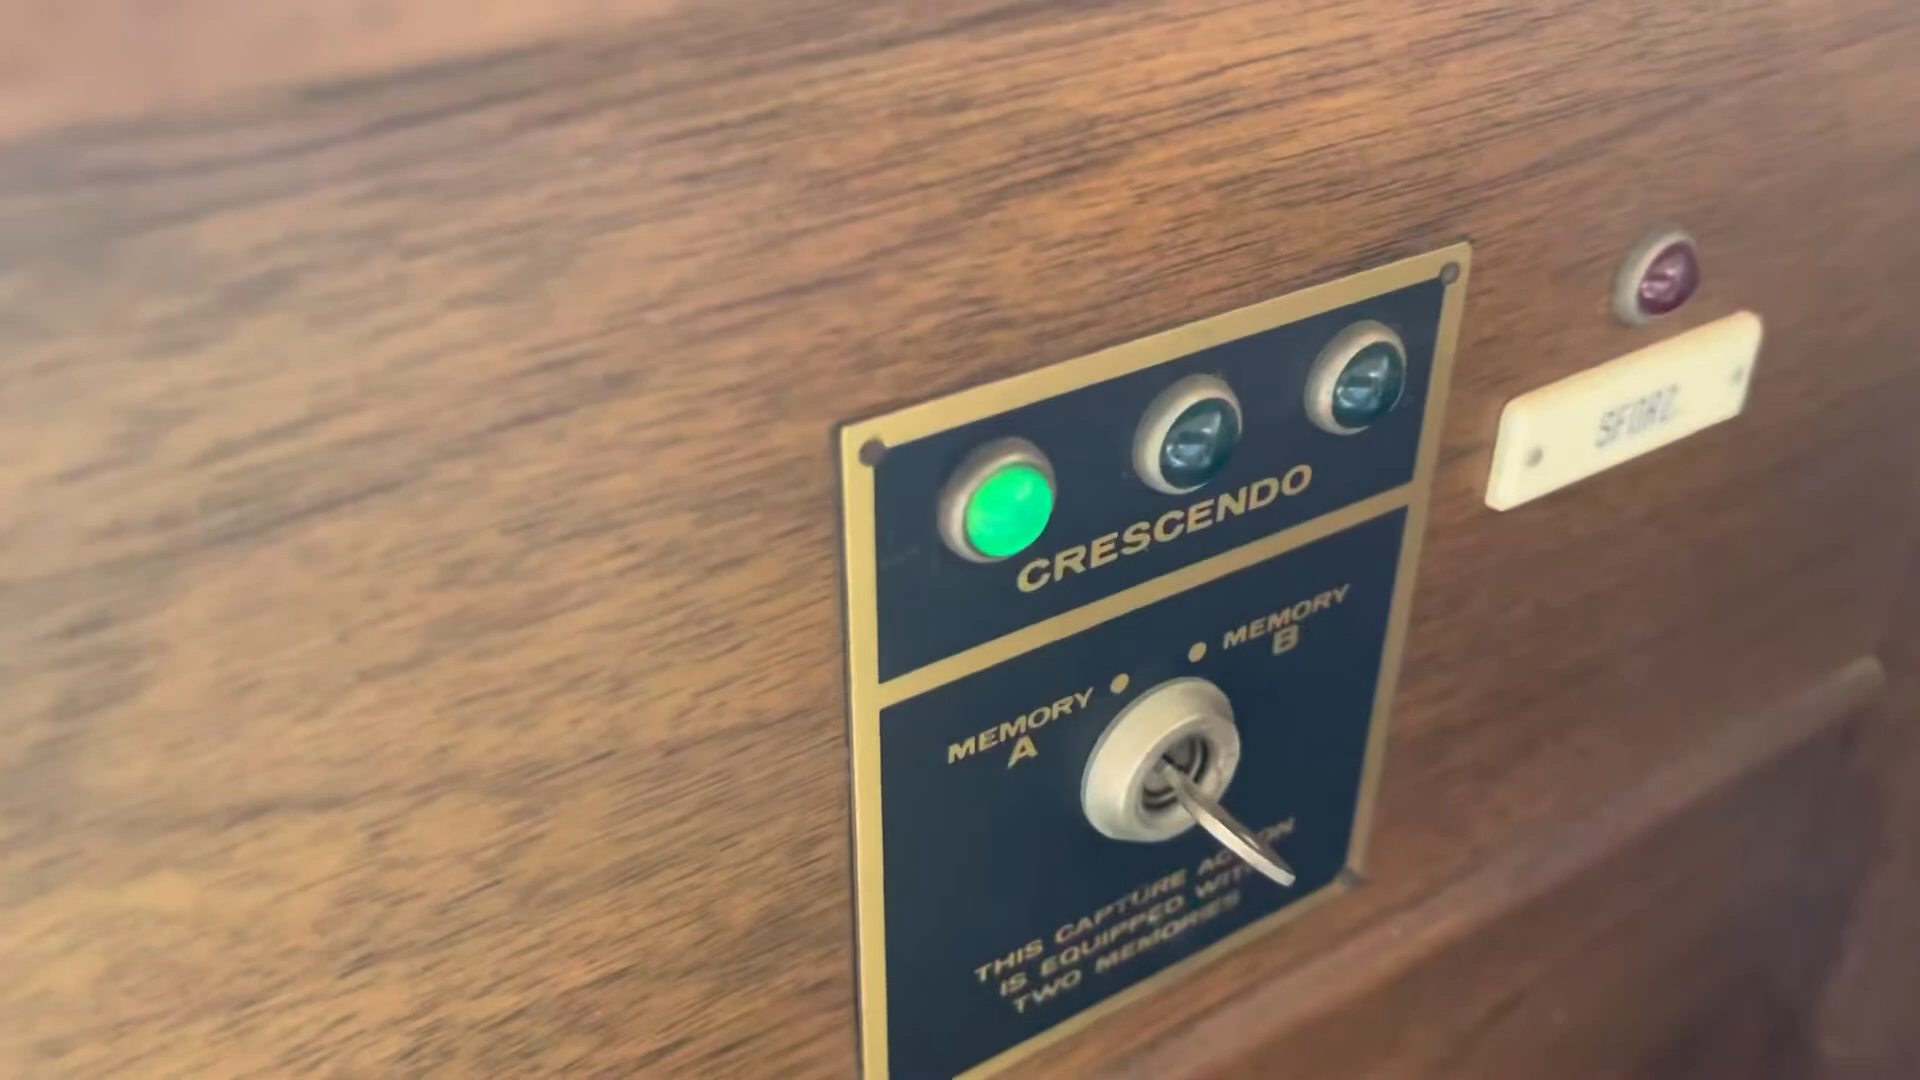 SFORZ.
CRESCENDO
MEMORY
B
MEMORY
A
THIS CAPTURE ACTION
IS EQUIPPED WITH
TWO MEMORIES